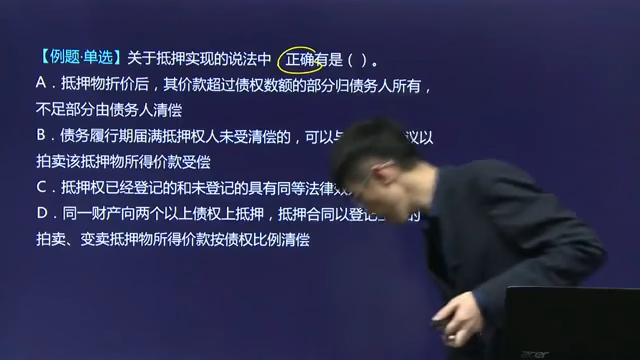 【例题·单选】关于抵押实现的说法中 正确有是（ ）。
A．抵押物折价后，其价款超过债权数额的部分归债务人所有，
不足部分由债务人清偿
B．债务履行期届满抵押权人未受清偿的，可以与 议以
拍卖该抵押物所得价款受偿
C．抵押权已经登记的和未登记的具有同等法律
D．同一财产向两个以上债权上抵押，抵押合同以登记 的
拍卖、变卖抵押物所得价款按债权比例清偿
acer